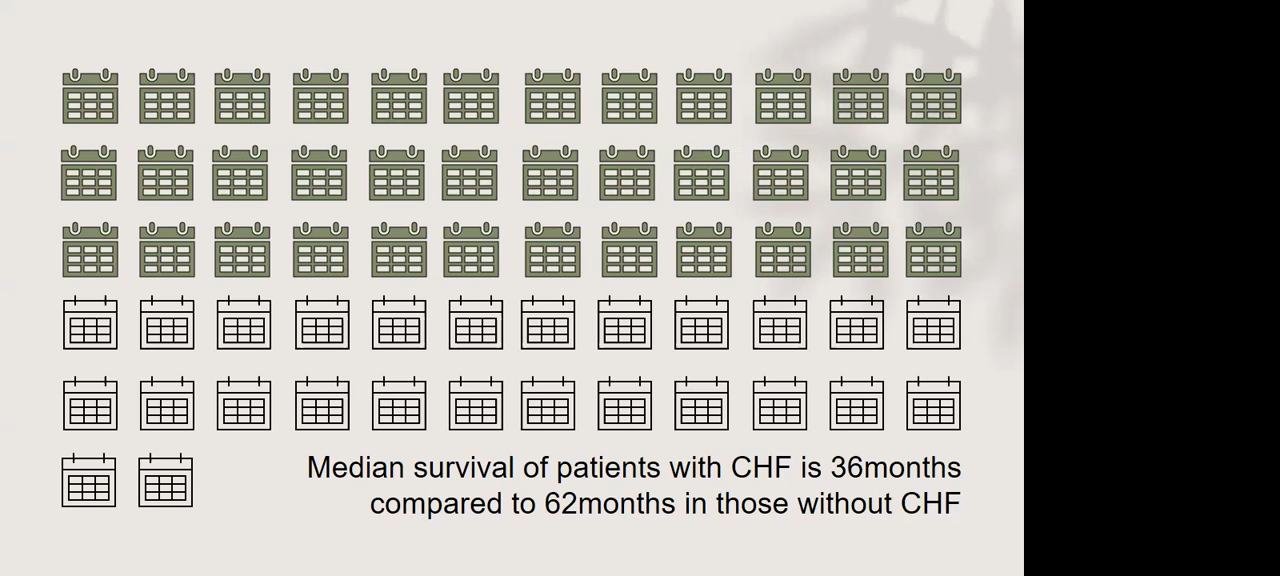 Median survival of patients with CHF is 36months
compared to 62months in those without CHF